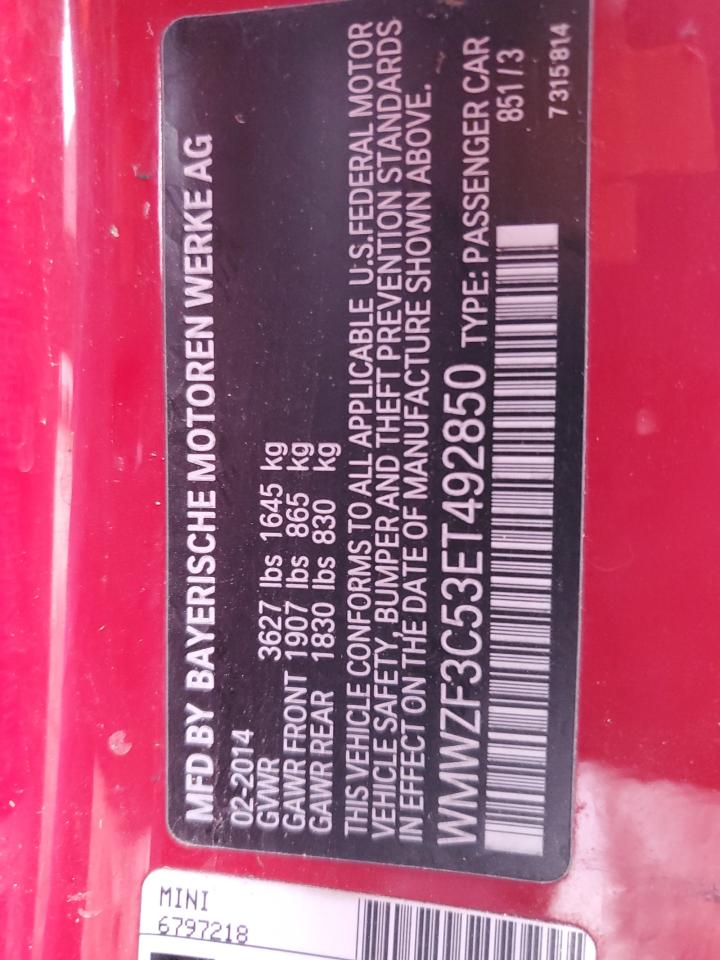 MFD BY BAYERISCHE MOTOREN WERKE AG
02-2014
GVWR 3627 lbs 1645 kg
GAWR FRONT 1907 lbs 865 kg
GAWR REAR 1830 lbs 830 kg
THIS VEHICLE CONFORMS TO ALL APPLICABLE U.S.FEDERAL MOTOR
VEHICLE SAFETY, BUMPER AND THEFT PREVENTION STANDARDS
IN EFFECT ON THE DATE OF MANUFACTURE SHOWN ABOVE.
WMWZF3C53ET492850 TYPE: PASSENGER CAR
851/3
7 315 814
MINI
6797218